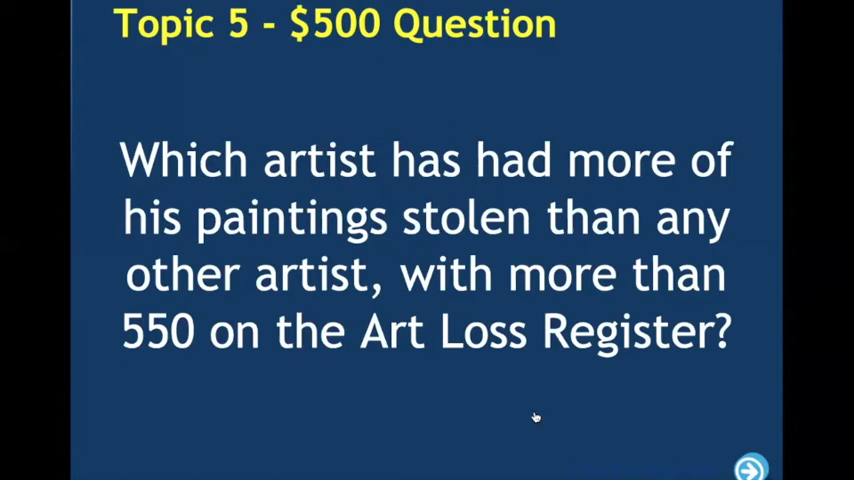 Topic 5 - $500 Question
Which artist has had more of
his paintings stolen than any
other artist, with more than
550 on the Art Loss Register?